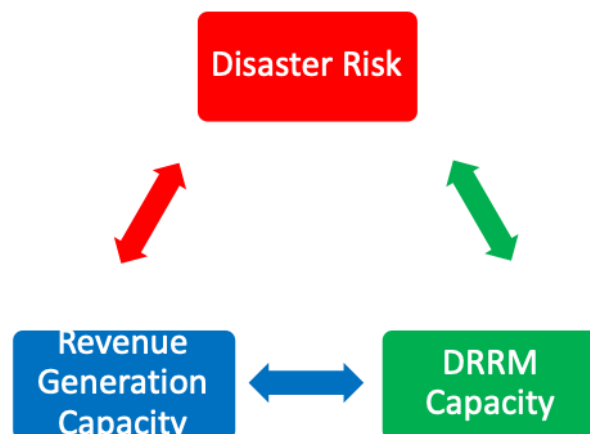 Disaster Risk
Revenue
Generation
Capacity
DRRM
Capacity